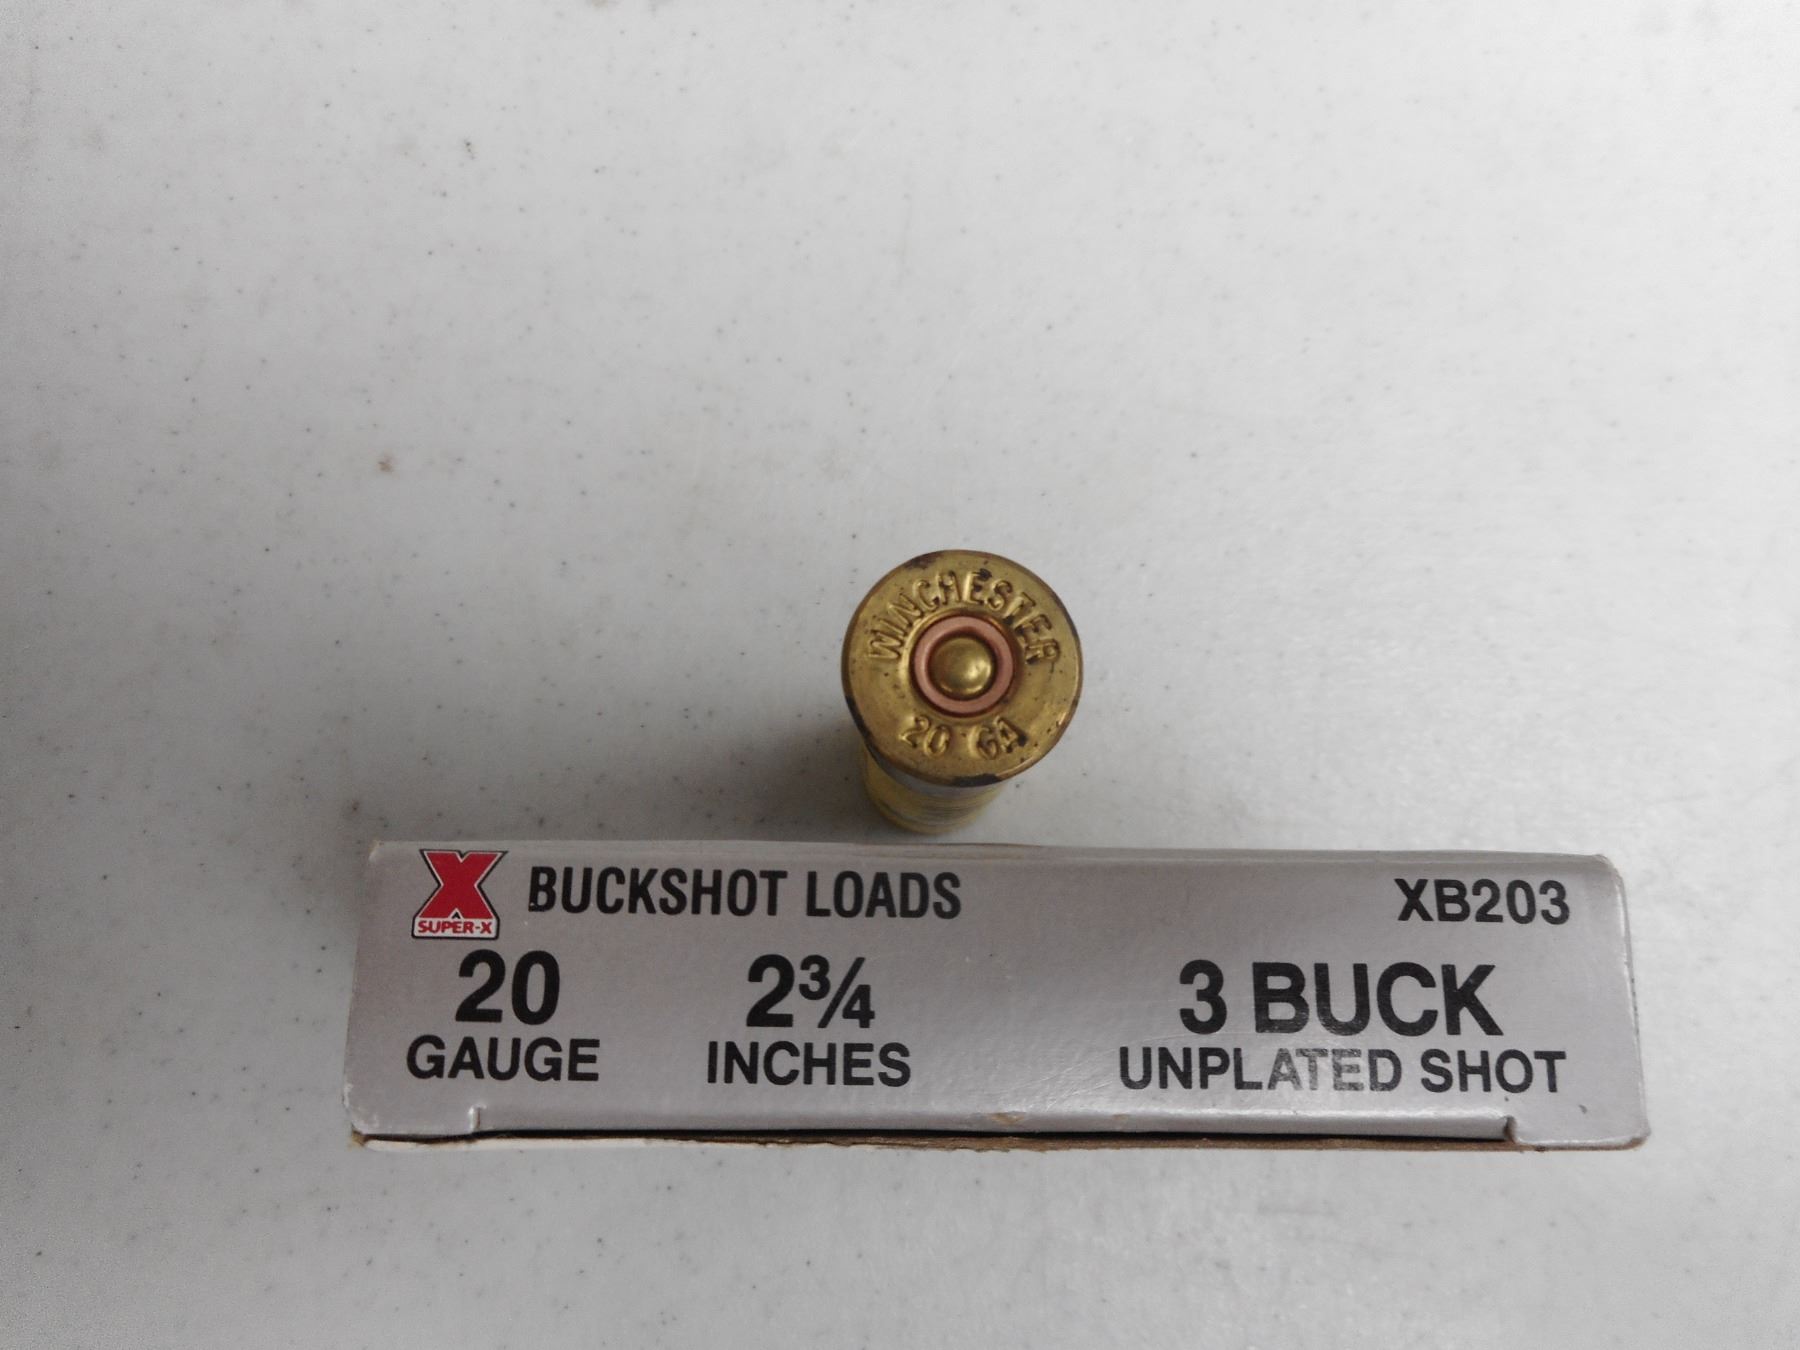 WINCHESTER
20 GA
X
SUPER-X
BUCKSHOT LOADS
XB203
20
GAUGE
2¾
INCHES
3 BUCK
UNPLATED SHOT